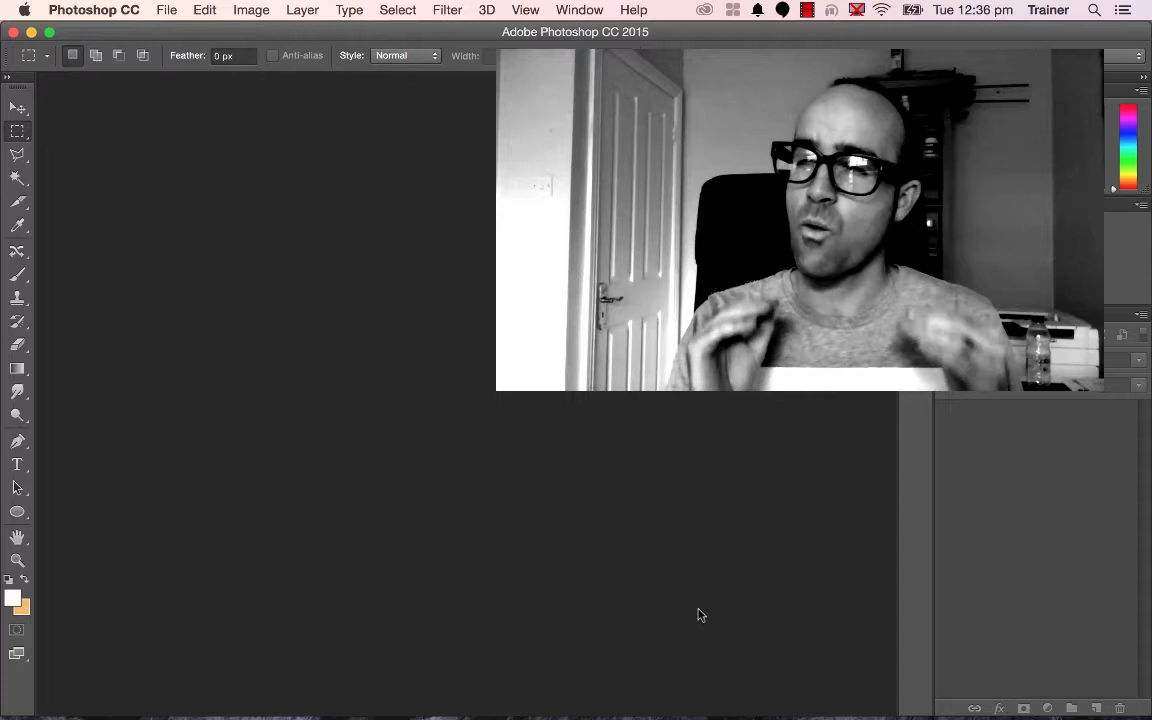 Photoshop CC File Edit Image Layer Type Select Filter 3D View Window Help Tue 12:36 pm Trainer
Adobe Photoshop CC 2015
Feather: 0 px Anti-alias Style: Normal Width:
T
fx